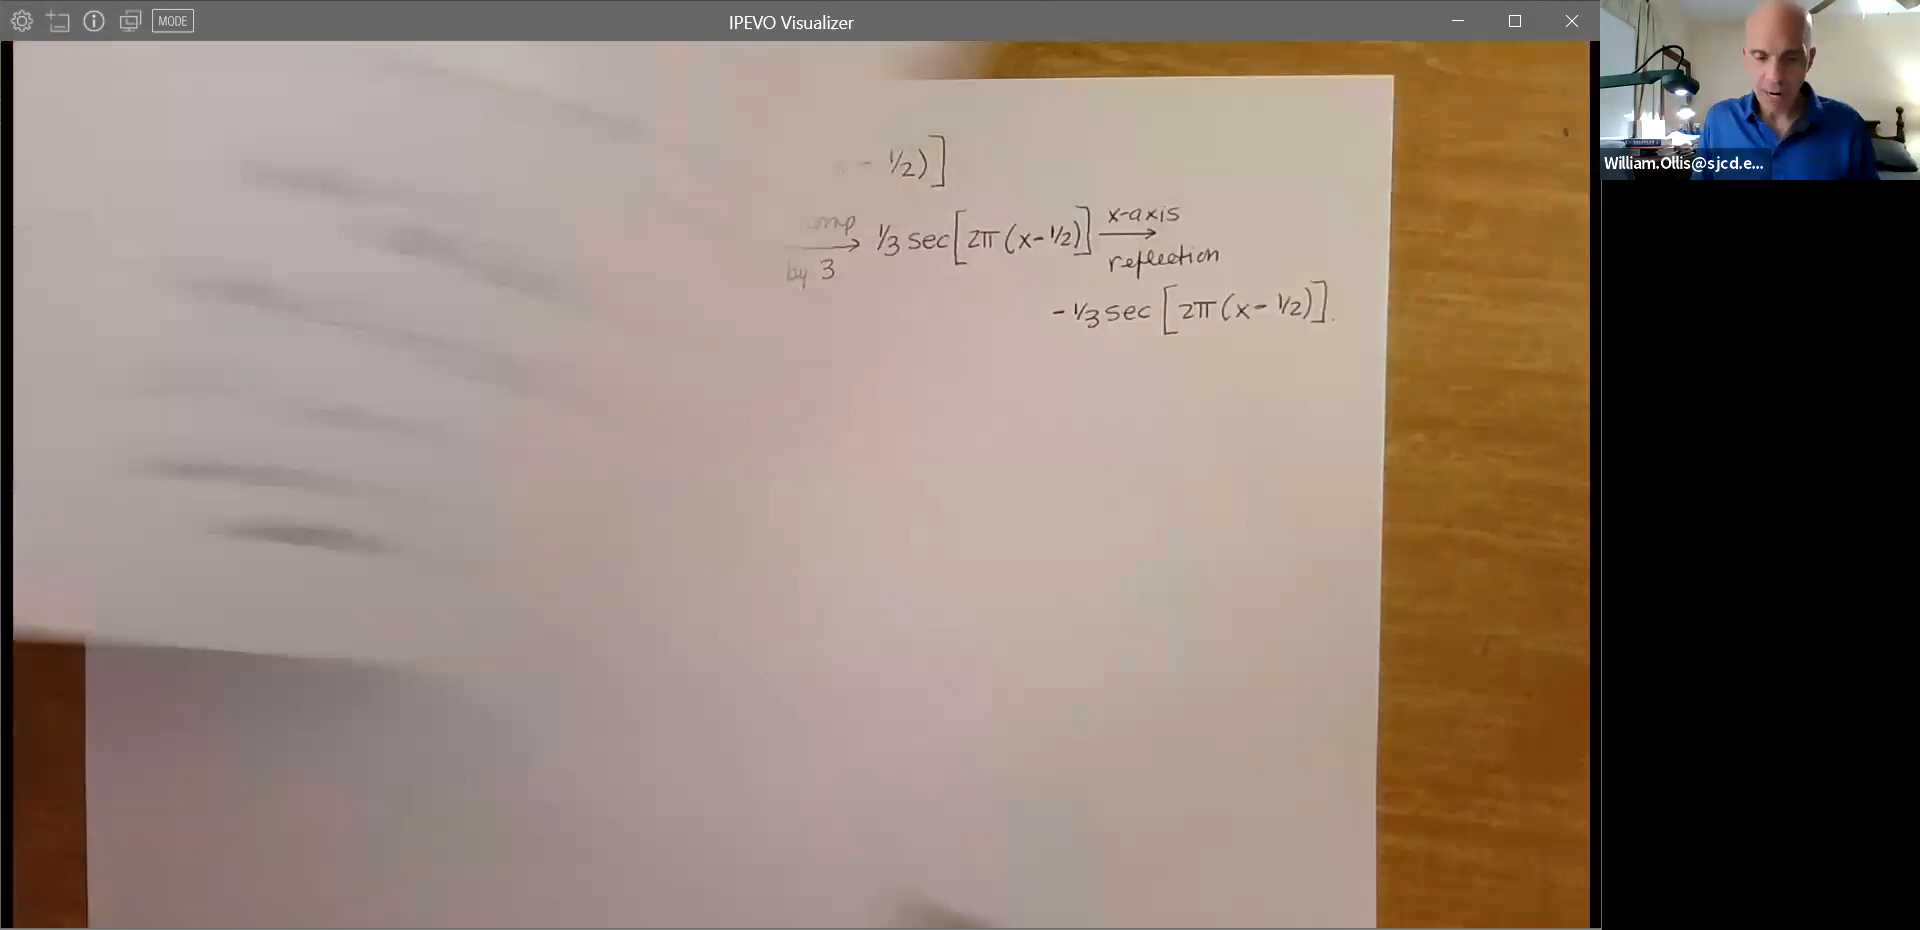 MODE
IPEVO Visualizer
- 1/2)]
by 3 → 1/3 sec[2π(x-1/2)] x-axis → reflection
-1/3 sec [2π(x- 1/2)].
William.Ollis@sjcd.e...